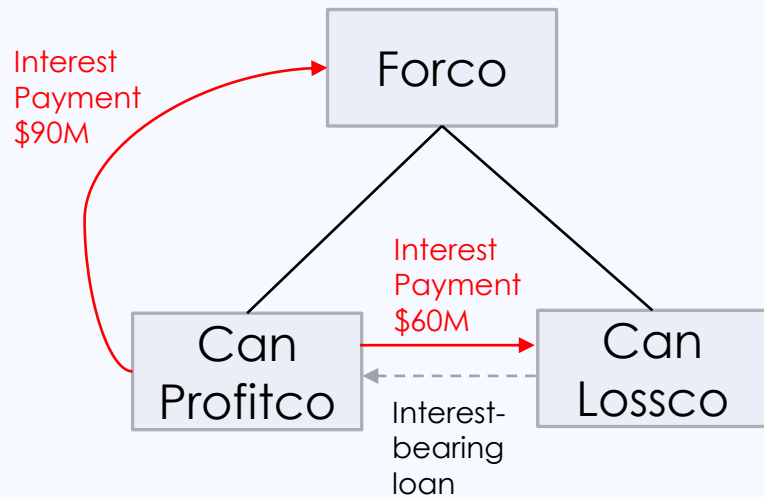 Forco
Interest
Payment
$90M
Interest
Payment
$60M
Can
Profitco
Can
Lossco
Interest-
bearing
loan